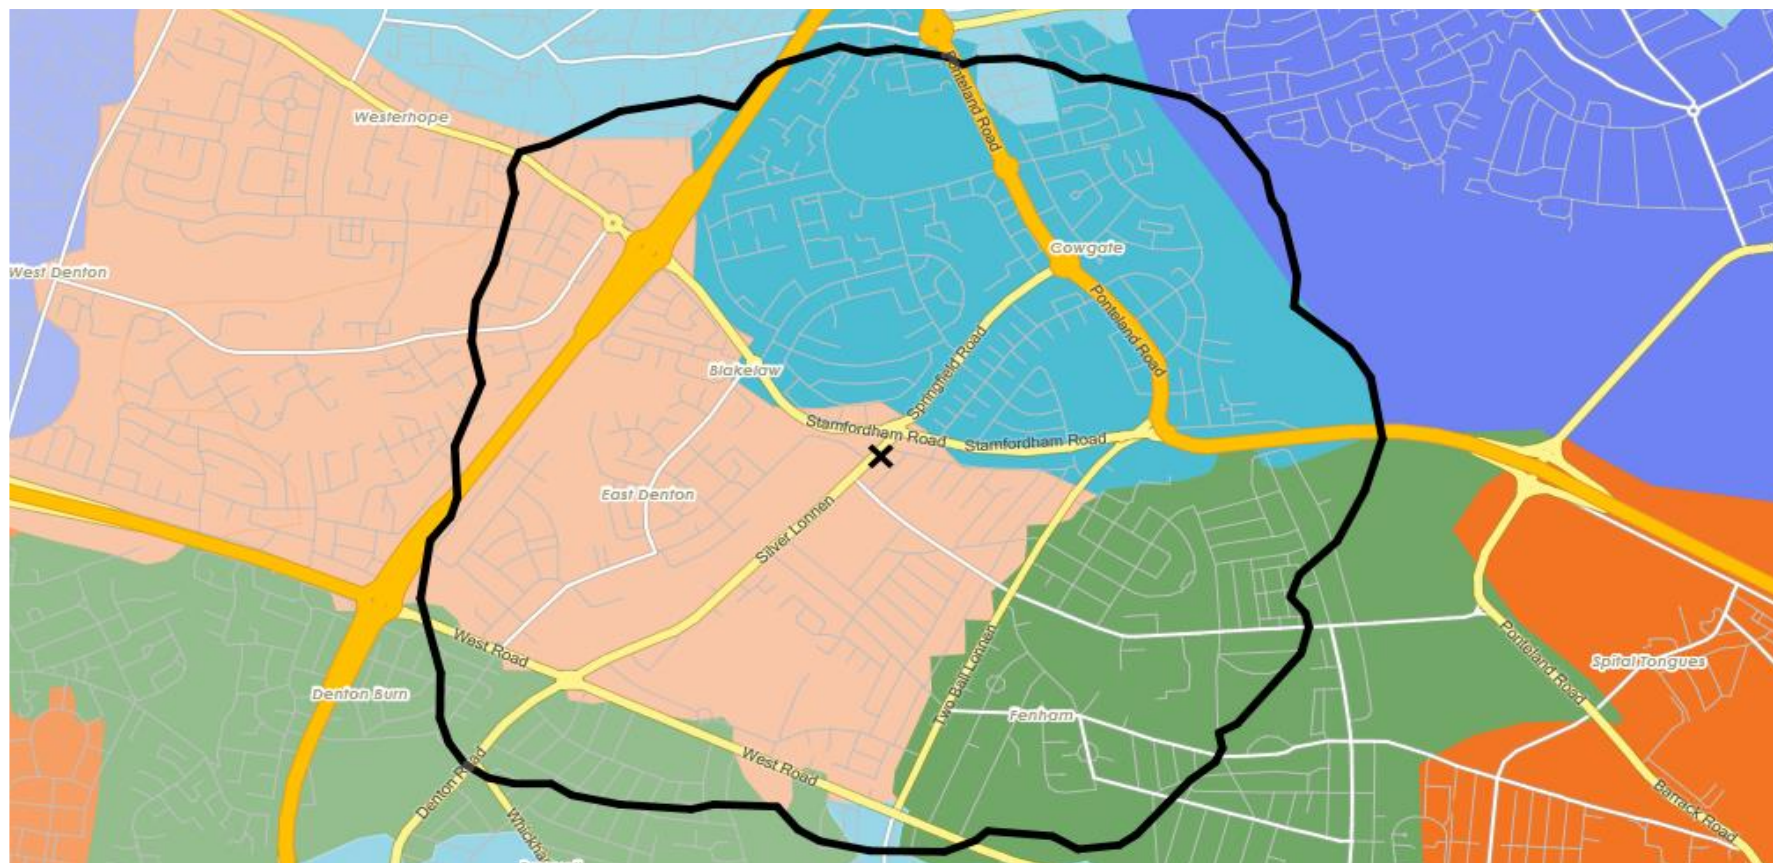 Ponteland Road
Westerhope
Cowgate
West Denton
Ponteland Road
Springfield Road
Blakelaw
Stamfordham Road
Stamfordham Road
East Denton
Silver Lonnen
West Road
Two Ball Lonnen
Ponteland Road
Spital Tongues
Denton Burn
Fenham
West Road
Denton Road
Barrack Road